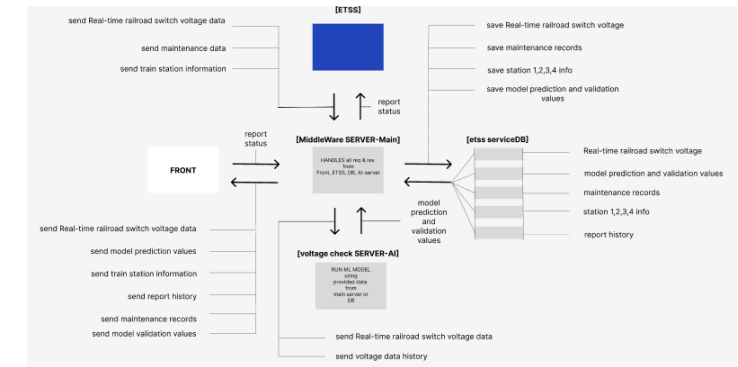 [ETSS]
send Real-time railroad switch voltage data
send maintenance data
send train station information
save Real-time railroad switch voltage
save maintenance records
save station 1,2,3,4 info
save model prediction and validation
values
report
status
report
status
[MiddleWare SERVER-Main]
[etss serviceDB]
FRONT
HANDLES all req & res
from
Front, ETSS, DB, AI-server
Real-time railroad switch voltage
model prediction and validation values
maintenance records
station 1,2,3,4 info
report history
model
prediction
and
validation
values
send Real-time railroad switch voltage data
send model prediction values
send train station information
send report history
send maintenance records
send model validation values
[voltage check SERVER-AI]
RUN ML MODEL
using
provided data
from
main server or
DB
send Real-time railroad switch voltage data
send voltage data history